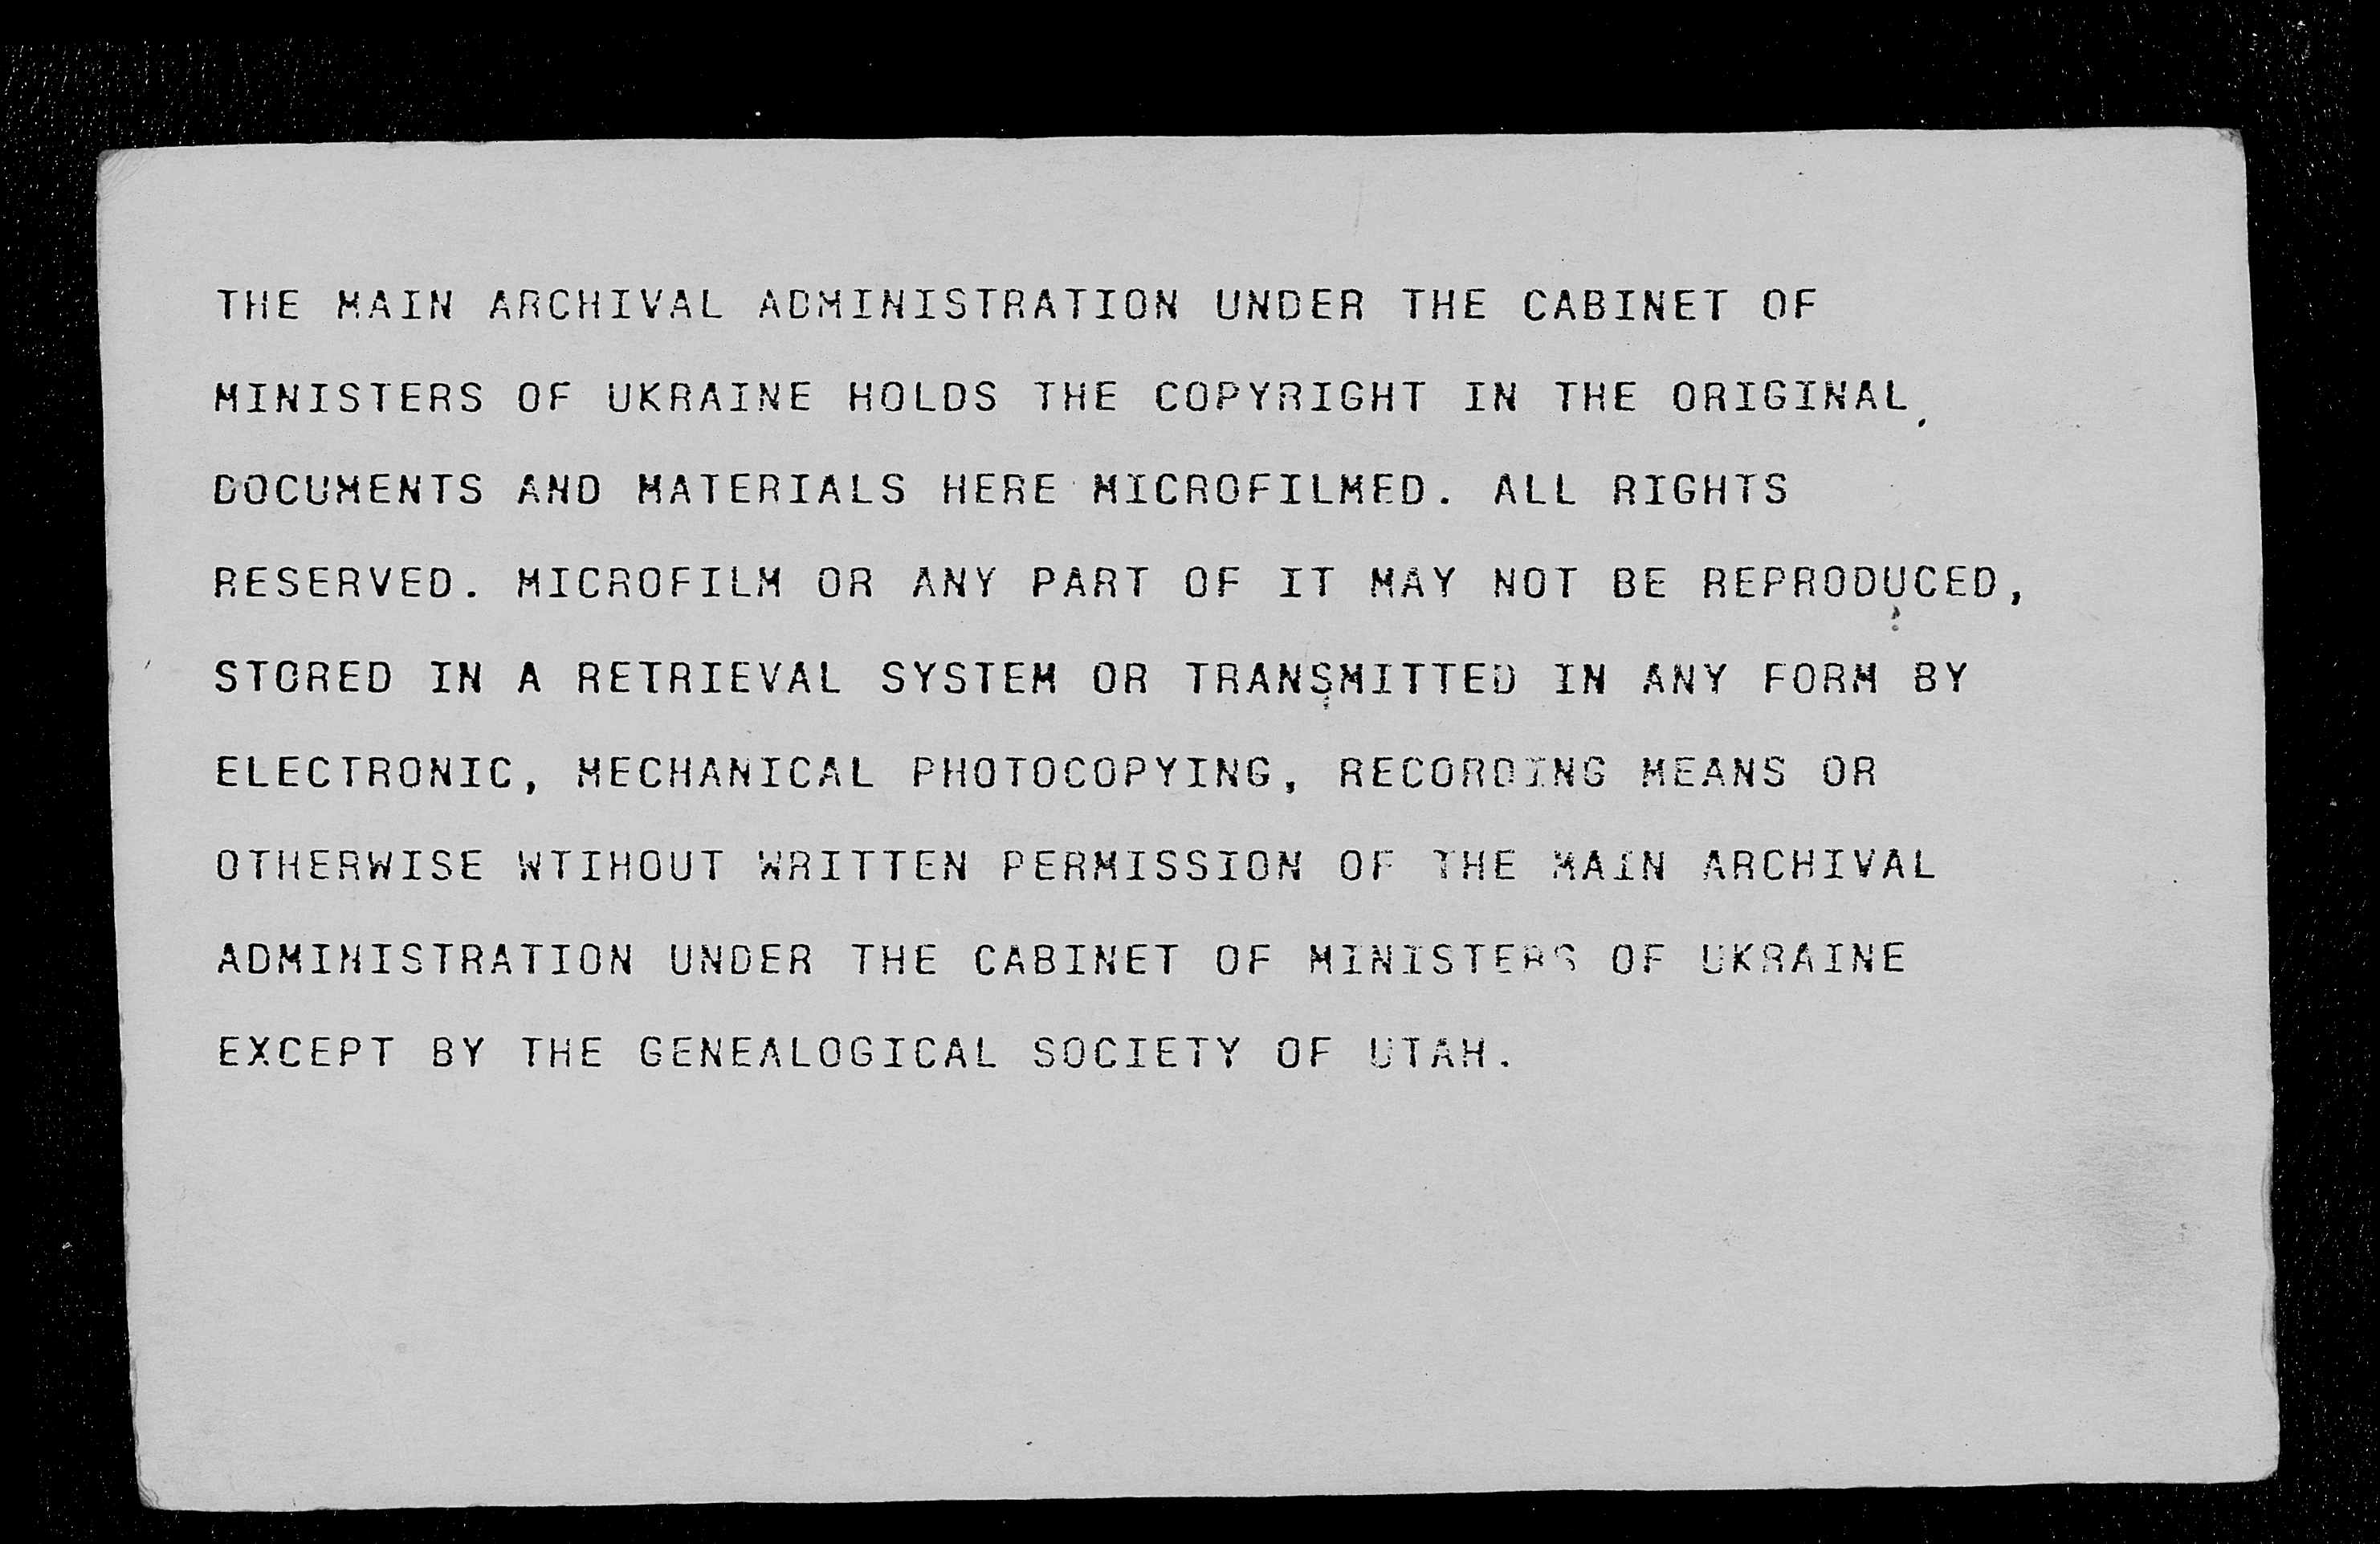 THE MAIN ARCHIVAL ADMINISTRATION UNDER THE CABINET OF
MINISTERS OF UKRAINE HOLDS THE COPYRIGHT IN THE ORIGINAL
DOCUMENTS AND MATERIALS HERE MICROFILMED. ALL RIGHTS
RESERVED. MICROFILM OR ANY PART OF IT MAY NOT BE REPRODUCED,
STORED IN A RETRIEVAL SYSTEM OR TRANSMITTED IN ANY FORM BY
ELECTRONIC, MECHANICAL PHOTOCOPYING, RECORDING MEANS OR
OTHERWISE WTIHOUT WRITTEN PERMISSION OF THE MAIN ARCHIVAL
ADMINISTRATION UNDER THE CABINET OF MINISTERS OF UKRAINE
EXCEPT BY THE GENEALOGICAL SOCIETY OF UTAH.